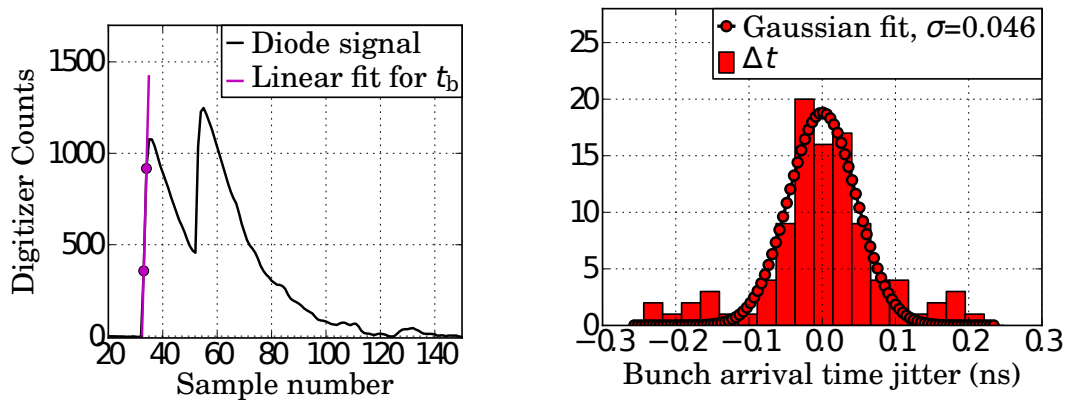 Diode signal
Linear fit for t_b
1500
1000
500
0
Digitizer Counts
20 40 60 80 100 120 140
Sample number
Gaussian fit, σ=0.046
Δt
25
20
15
10
5
0
−0.3 −0.2 −0.1 0.0 0.1 0.2 0.3
Bunch arrival time jitter (ns)